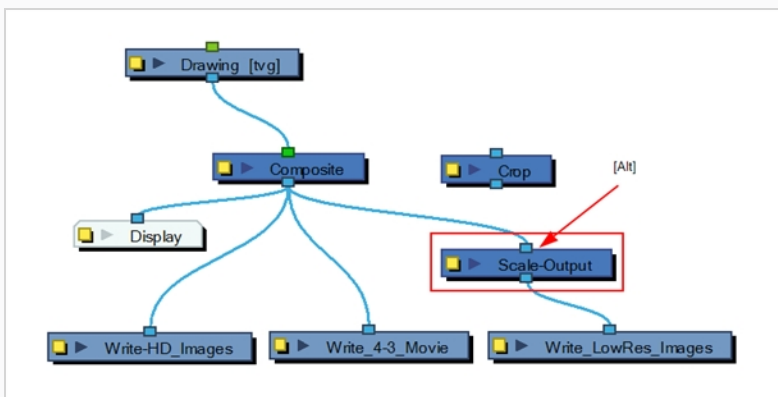 Drawing [tvg]
Composite
Crop
[Alt]
Display
Scale-Output
Write-HD_Images
Write_4-3_Movie
Write_LowRes_Images